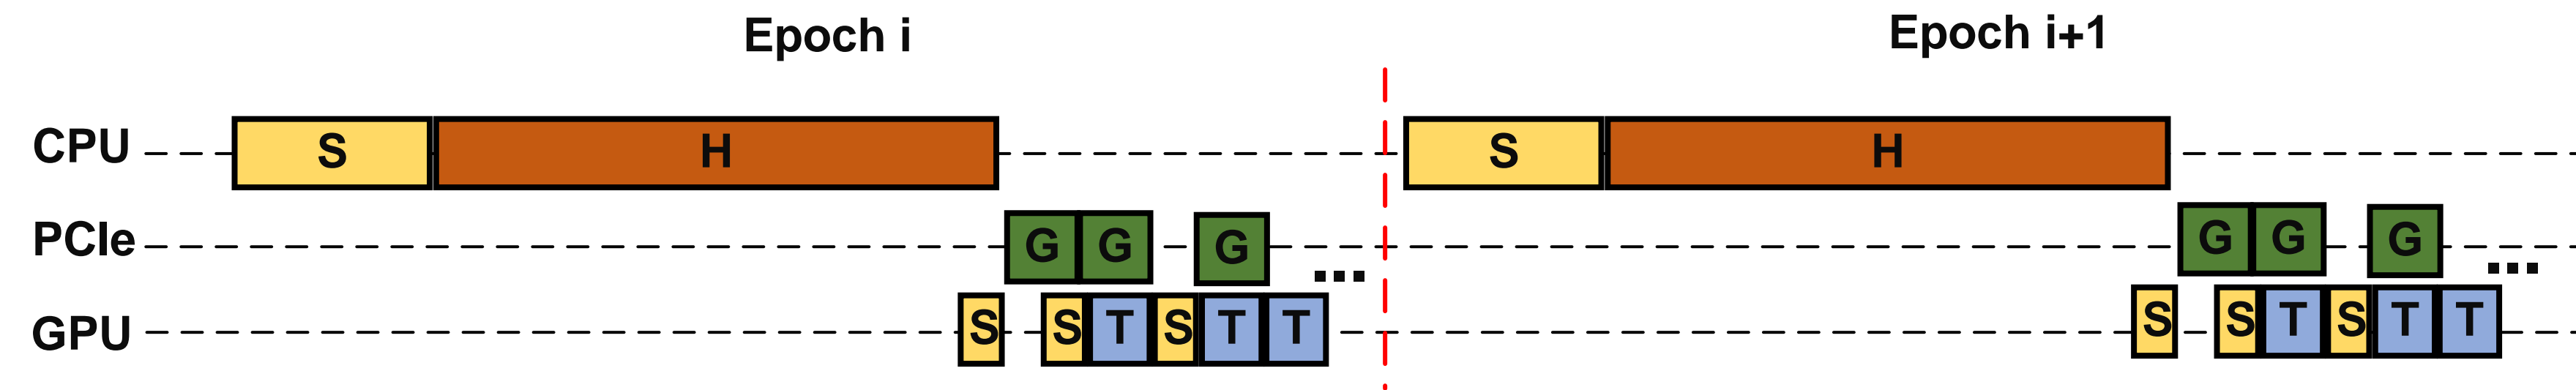 Epoch i Epoch i+1
CPU S H S H
PCIe G G G ... G G G ...
GPU S S T S T T S S T S T T